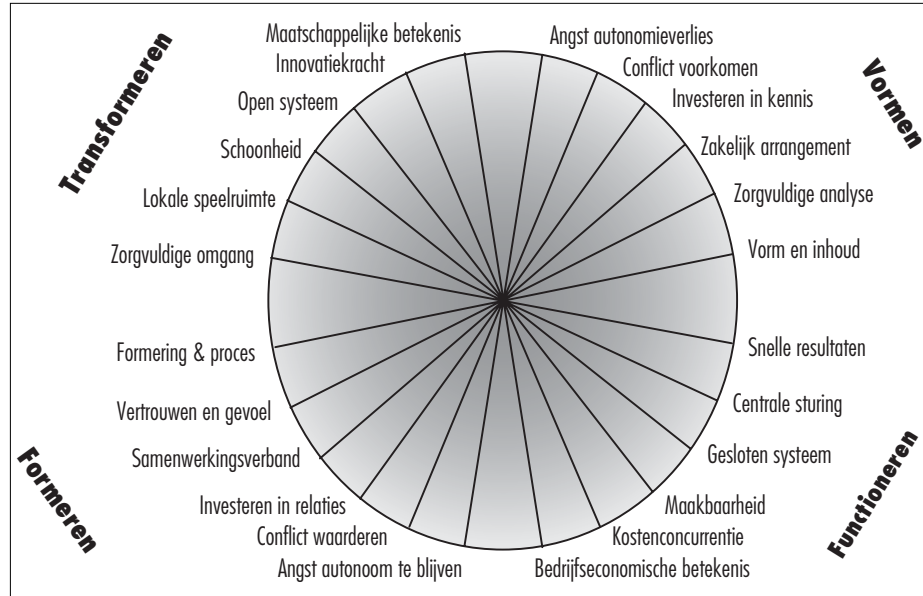 Transformeren
Maatschappelijke betekenis
Innovatiekracht
Open systeem
Schoonheid
Lokale speelruimte
Zorgvuldige omgang
Vormen
Angst autonomieverlies
Conflict voorkomen
Investeren in kennis
Zakelijk arrangement
Zorgvuldige analyse
Vorm en inhoud
Formeren
Formering & proces
Vertrouwen en gevoel
Samenwerkingsverband
Investeren in relaties
Conflict waarderen
Angst autonoom te blijven
Functioneren
Snelle resultaten
Centrale sturing
Gesloten systeem
Maakbaarheid
Kostenconcurrentie
Bedrijfseconomische betekenis